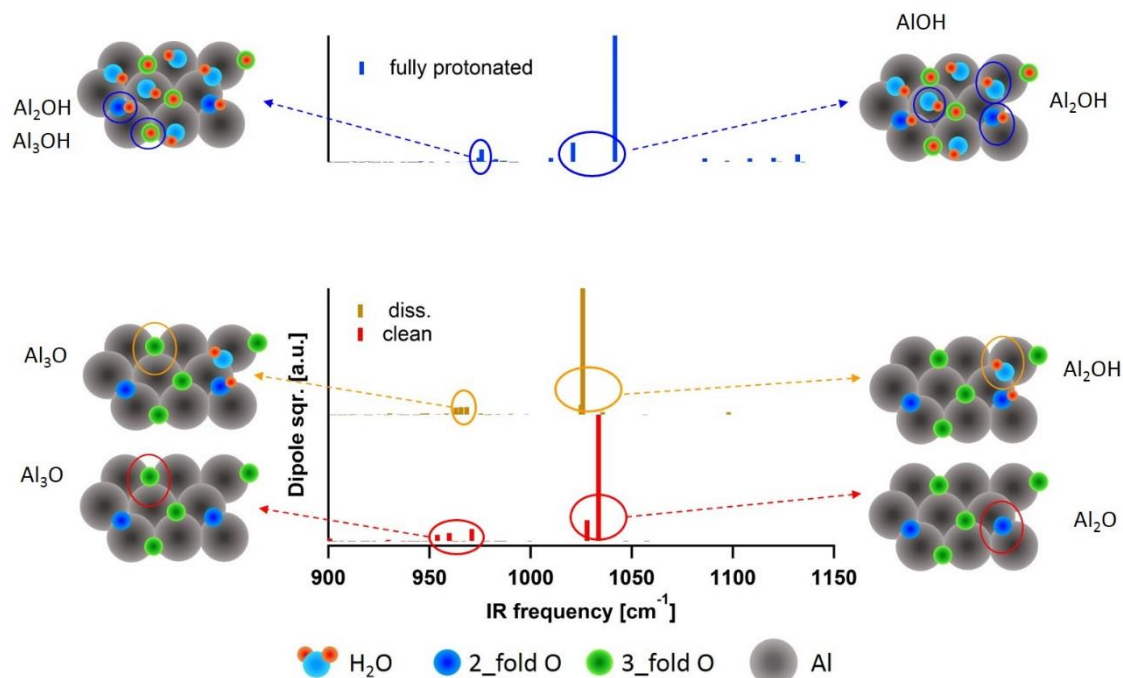 AlOH
fully protonated
Al₂OH
Al₃OH
Al₂OH
diss.
clean
Al₃O
Al₂OH
Al₃O
Al₂O
Dipole sqr. [a.u.]
900 950 1000 1050 1100 1150
IR frequency [cm⁻¹]
H₂O 2_fold O 3_fold O Al